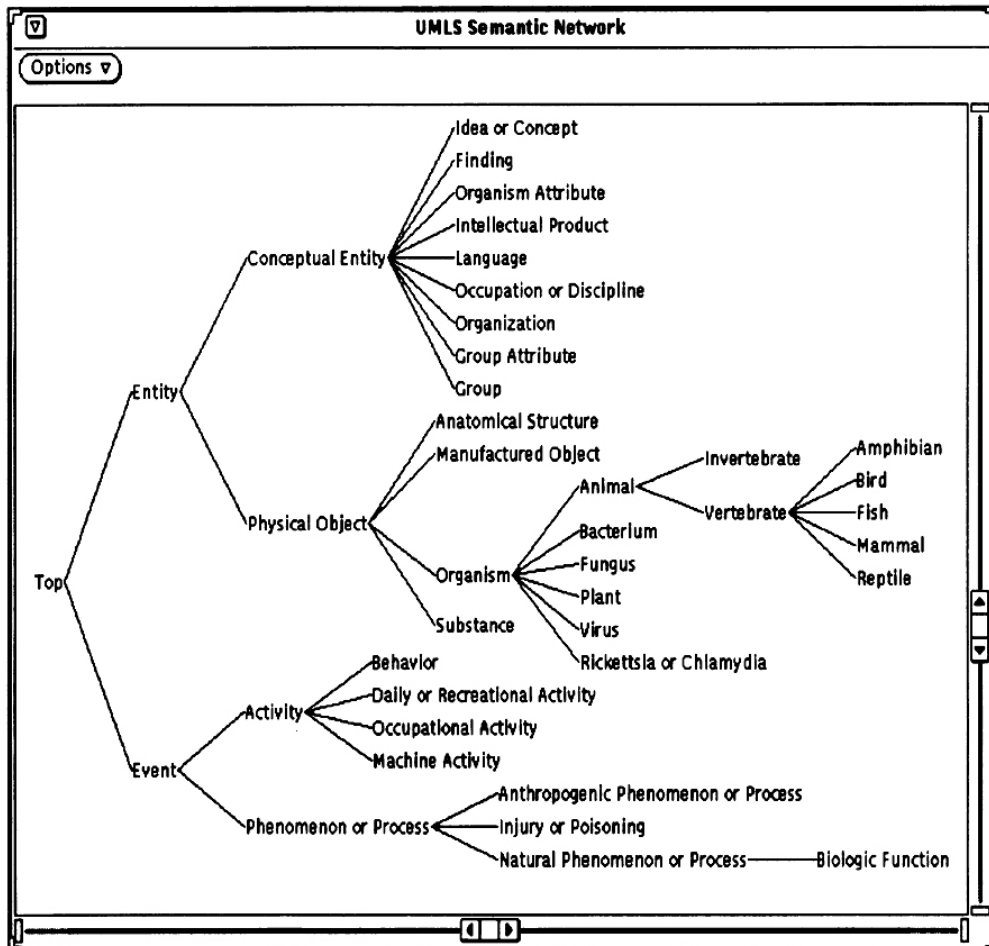 UMLS Semantic Network
Options
Idea or Concept
Finding
Organism Attribute
Intellectual Product
Conceptual Entity
Language
Occupation or Discipline
Organization
Group Attribute
Entity
Group
Anatomical Structure
Manufactured Object
Amphibian
Invertebrate
Bird
Animal
Vertebrate
Fish
Physical Object
Bacterium
Mammal
Fungus
Organism
Reptile
Top
Plant
Substance
Virus
Rickettsia or Chlamydia
Behavior
Daily or Recreational Activity
Activity
Occupational Activity
Machine Activity
Event
Anthropogenic Phenomenon or Process
Phenomenon or Process
Injury or Poisoning
Natural Phenomenon or Process
Biologic Function